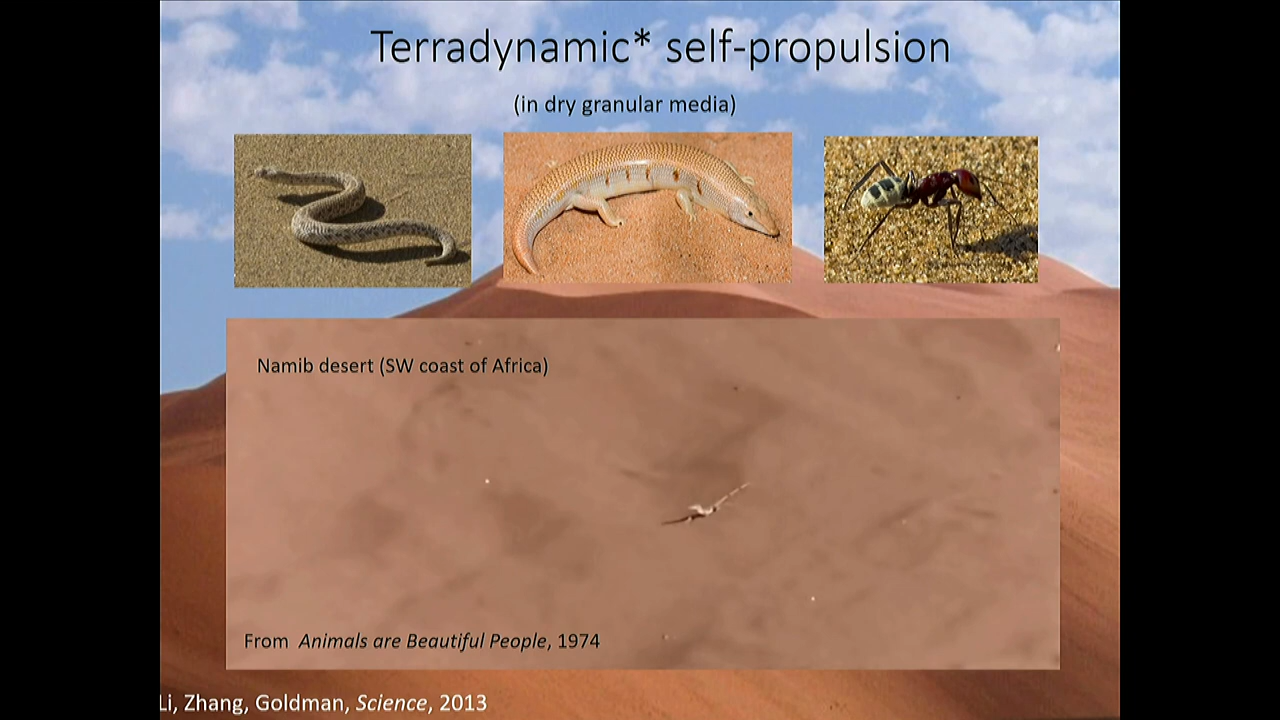 Terradynamic* self-propulsion
(in dry granular media)
Namib desert (SW coast of Africa)
From Animals are Beautiful People, 1974
Li, Zhang, Goldman, Science, 2013